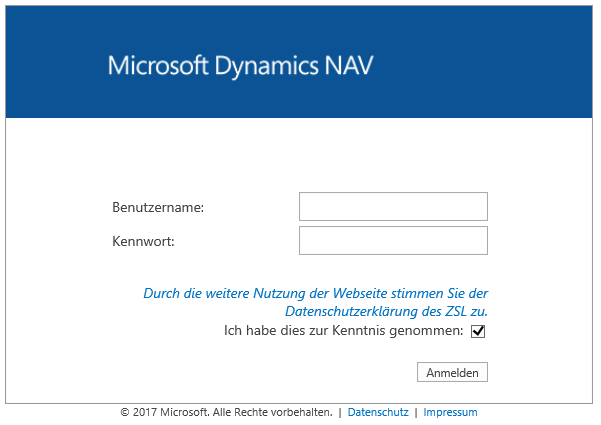 Microsoft Dynamics NAV
Benutzername:
Kennwort:
Durch die weitere Nutzung der Webseite stimmen Sie der
Datenschutzerklärung des ZSL zu.
Ich habe dies zur Kenntnis genommen:
Anmelden
© 2017 Microsoft. Alle Rechte vorbehalten. | Datenschutz | Impressum